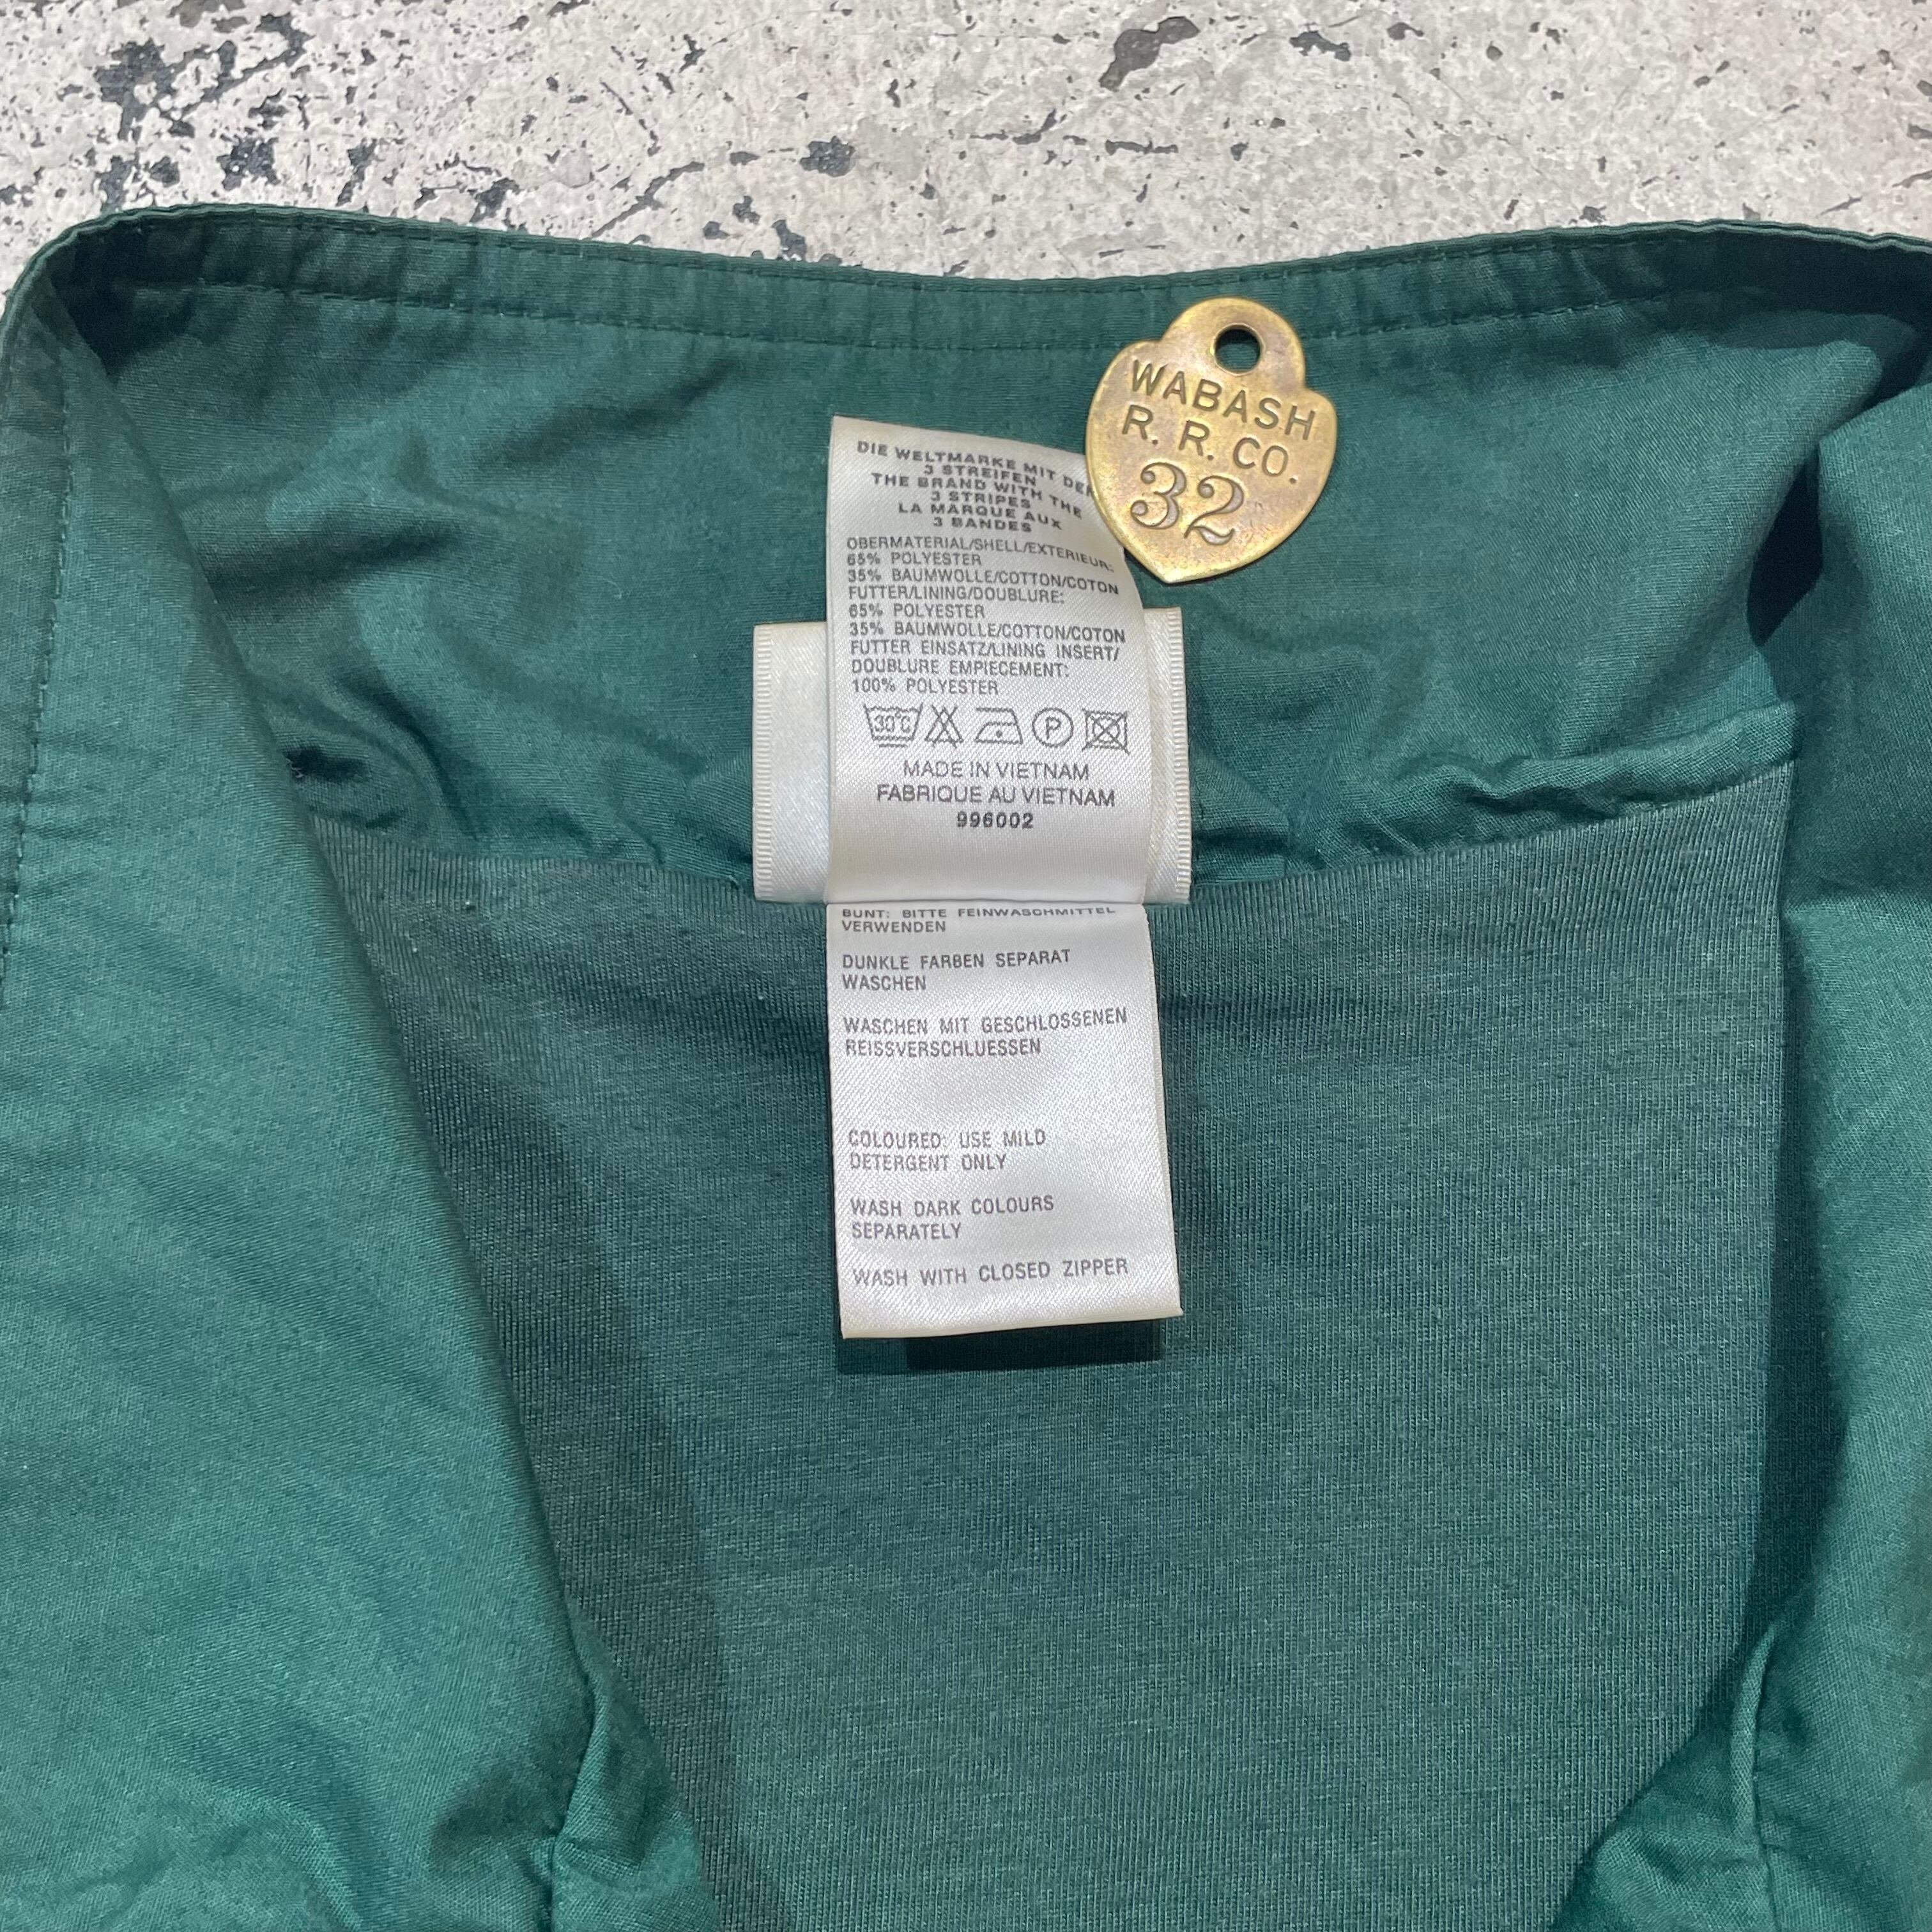 WABASH
R. R. CO.
32
DIE WELTMARKE MIT DEN
3 STREIFEN
THE BRAND WITH THE
3 STRIPES
LA MARQUE AUX
3 BANDES
OBERMATERIAL/SHELL/EXTERIEUR:
65% POLYESTER
35% BAUMWOLLE/COTTON/COTON
FUTTER/LINING/DOUBLURE:
65% POLYESTER
35% BAUMWOLLE/COTTON/COTON
FUTTER EINSATZ/LINING INSERT/
DOUBLURE EMPIECEMENT:
100% POLYESTER
30°C P
MADE IN VIETNAM
FABRIQUE AU VIETNAM
996002
BUNT: BITTE FEINWASCHMITTEL
VERWENDEN
DUNKLE FARBEN SEPARAT
WASCHEN
WASCHEN MIT GESCHLOSSENEN
REISSVERSCHLUESSEN
COLOURED: USE MILD
DETERGENT ONLY
WASH DARK COLOURS
SEPARATELY
WASH WITH CLOSED ZIPPER